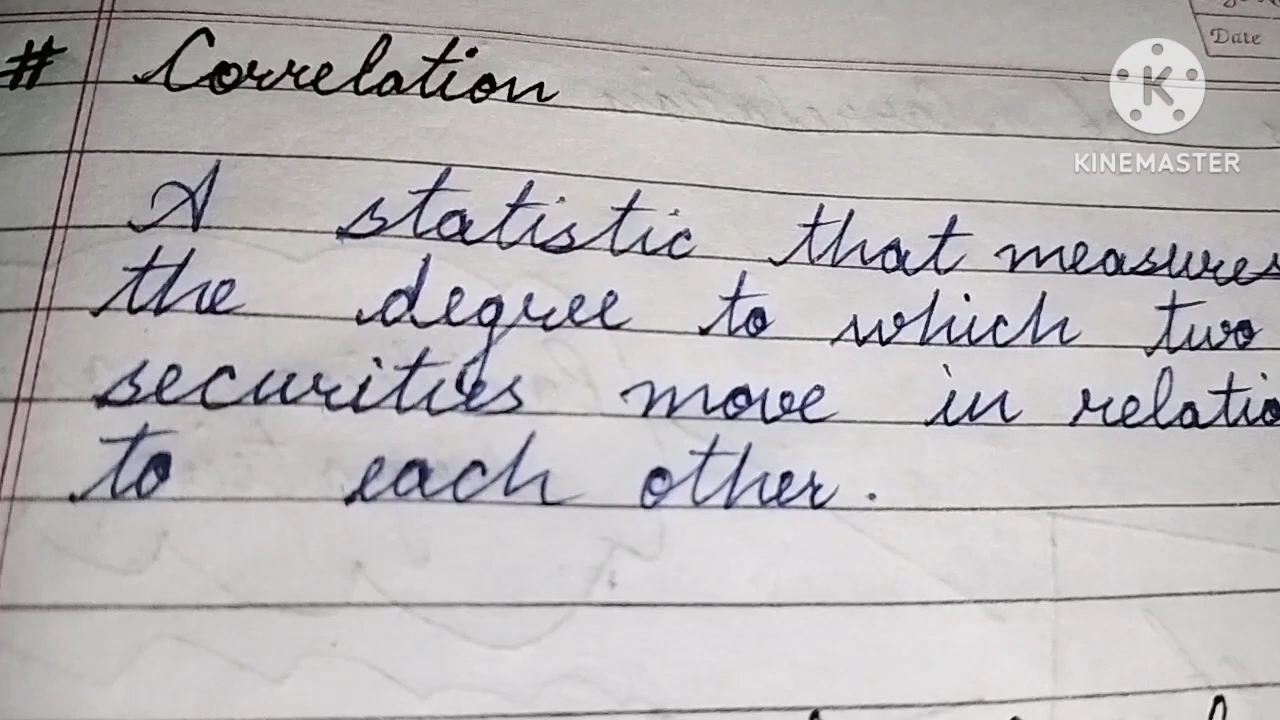 Date
# Correlation
KINEMASTER
A statistic that measures
the degree to which two
securities move in relatio
to each other.